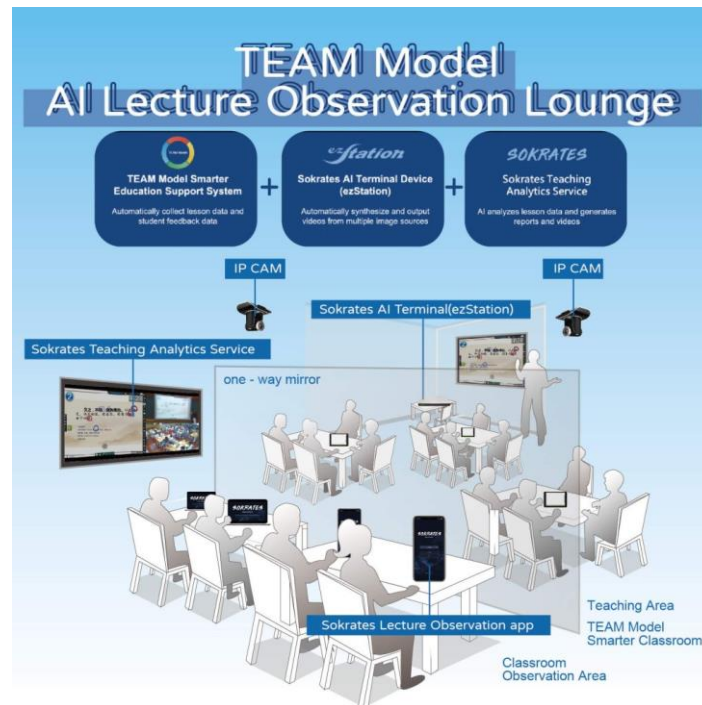 TEAM Model
AI Lecture Observation Lounge
TEAM Model Smarter
Education Support System
Automatically collect lesson data and
student feedback data
+
ezStation
Sokrates AI Terminal Device
(ezStation)
Automatically synthesize and output
videos from multiple image sources
+
SOKRATES
Sokrates Teaching
Analytics Service
AI analyzes lesson data and generates
reports and videos
IP CAM
IP CAM
Sokrates AI Terminal(ezStation)
Sokrates Teaching Analytics Service
one - way mirror
SOKRATES
SOKRATES
SOKRATES
Sokrates Lecture Observation app
Teaching Area
TEAM Model
Smarter Classroom
Classroom
Observation Area